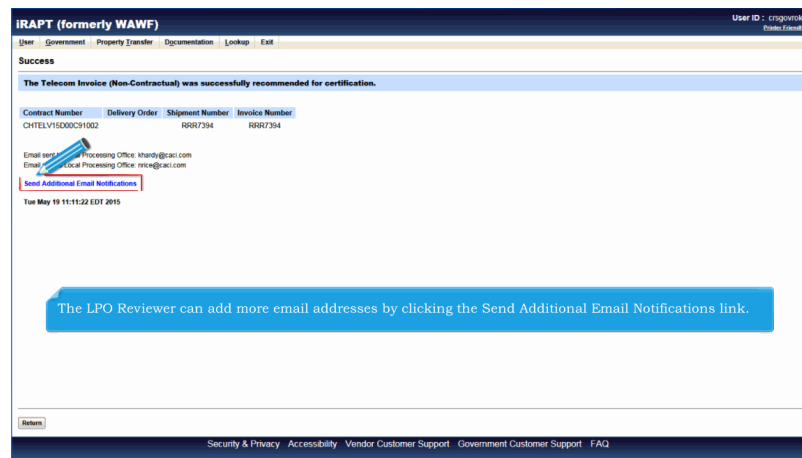 iRAPT (formerly WAWF)
User ID : crsgovrok
Printer Friendl
User Government Property Transfer Documentation Lookup Exit
Success
The Telecom Invoice (Non-Contractual) was successfully recommended for certification.
Contract Number Delivery Order Shipment Number Invoice Number
CHTELV15D00C91002 RRR7394 RRR7394
Email sent Processing Office: khardy@caci.com
Email Local Processing Office: nrice@caci.com
Send Additional Email Notifications
Tue May 19 11:11:22 EDT 2015
The LPO Reviewer can add more email addresses by clicking the Send Additional Email Notifications link.
Return
Security & Privacy Accessibility Vendor Customer Support Government Customer Support FAQ